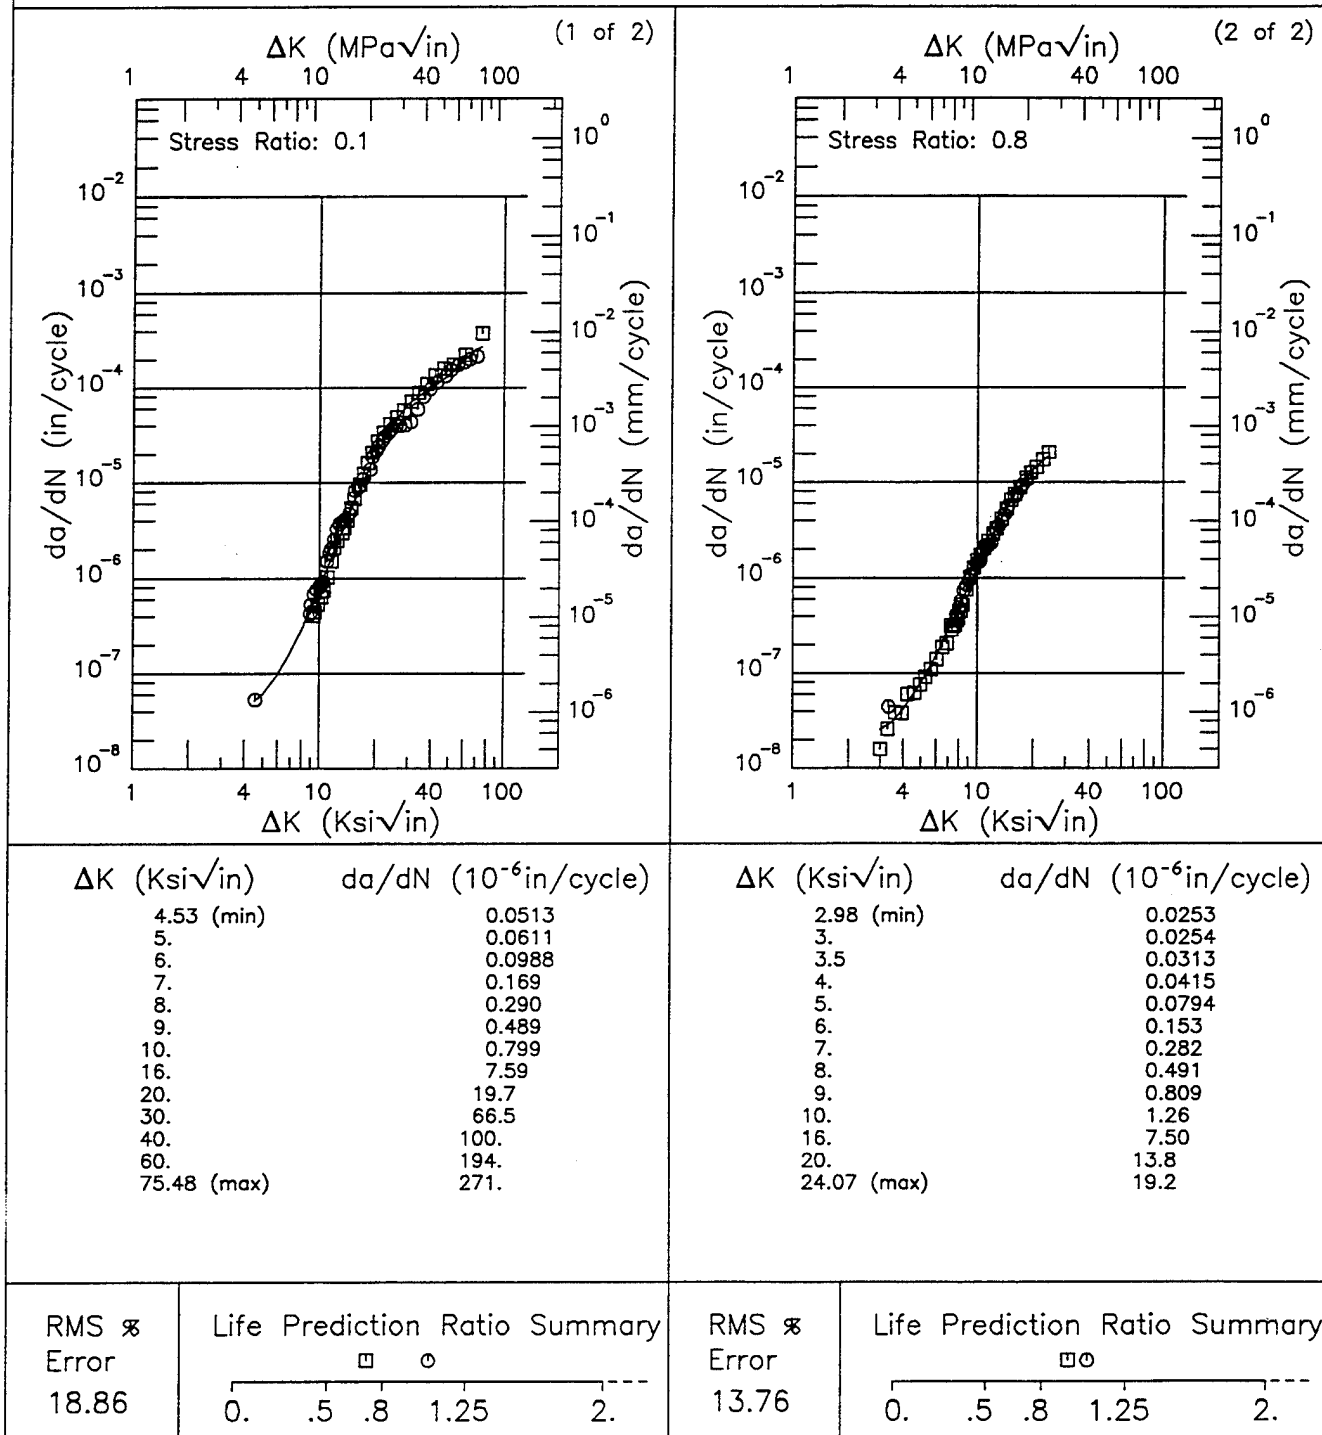 (1 of 2)
ΔK (MPa√in)
1 4 10 40 100
Stress Ratio: 0.1
da/dN (in/cycle)
10⁻²
10⁻³
10⁻⁴
10⁻⁵
10⁻⁶
10⁻⁷
10⁻⁸
da/dN (mm/cycle)
10⁰
10⁻¹
10⁻²
10⁻³
10⁻⁴
10⁻⁵
10⁻⁶
1 4 10 40 100
ΔK (Ksi√in)
ΔK (Ksi√in) da/dN (10⁻⁶in/cycle)
4.53 (min) 0.0513
5. 0.0611
6. 0.0988
7. 0.169
8. 0.290
9. 0.489
10. 0.799
16. 7.59
20. 19.7
30. 66.5
40. 100.
60. 194.
75.48 (max) 271.
RMS %
Error
18.86
Life Prediction Ratio Summary
0. .5 .8 1.25 2.
(2 of 2)
ΔK (MPa√in)
1 4 10 40 100
Stress Ratio: 0.8
da/dN (in/cycle)
10⁻²
10⁻³
10⁻⁴
10⁻⁵
10⁻⁶
10⁻⁷
10⁻⁸
da/dN (mm/cycle)
10⁰
10⁻¹
10⁻²
10⁻³
10⁻⁴
10⁻⁵
10⁻⁶
1 4 10 40 100
ΔK (Ksi√in)
ΔK (Ksi√in) da/dN (10⁻⁶in/cycle)
2.98 (min) 0.0253
3. 0.0254
3.5 0.0313
4. 0.0415
5. 0.0794
6. 0.153
7. 0.282
8. 0.491
9. 0.809
10. 1.26
16. 7.50
20. 13.8
24.07 (max) 19.2
RMS %
Error
13.76
Life Prediction Ratio Summary
0. .5 .8 1.25 2.